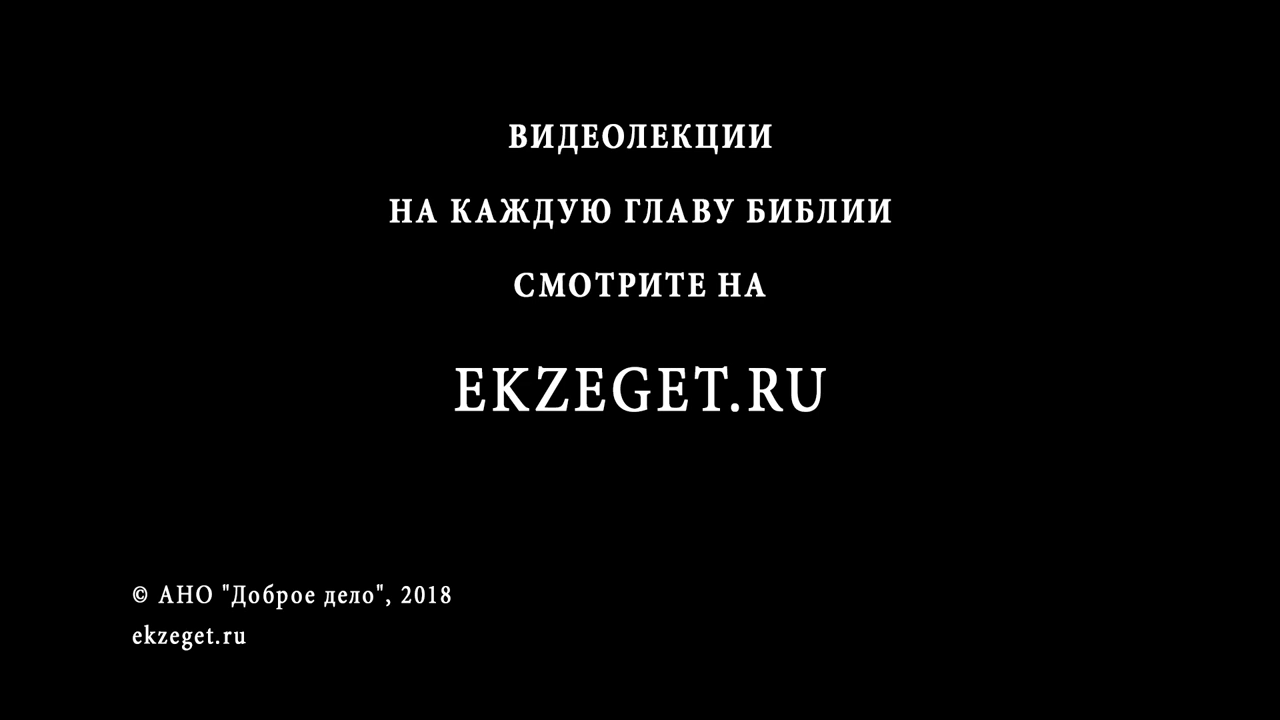 ВИДЕОЛЕКЦИИ
НА КАЖДУЮ ГЛАВУ БИБЛИИ
СМОТРИТЕ НА
EKZEGET.RU
© АНО "Доброе дело", 2018
ekzeget.ru